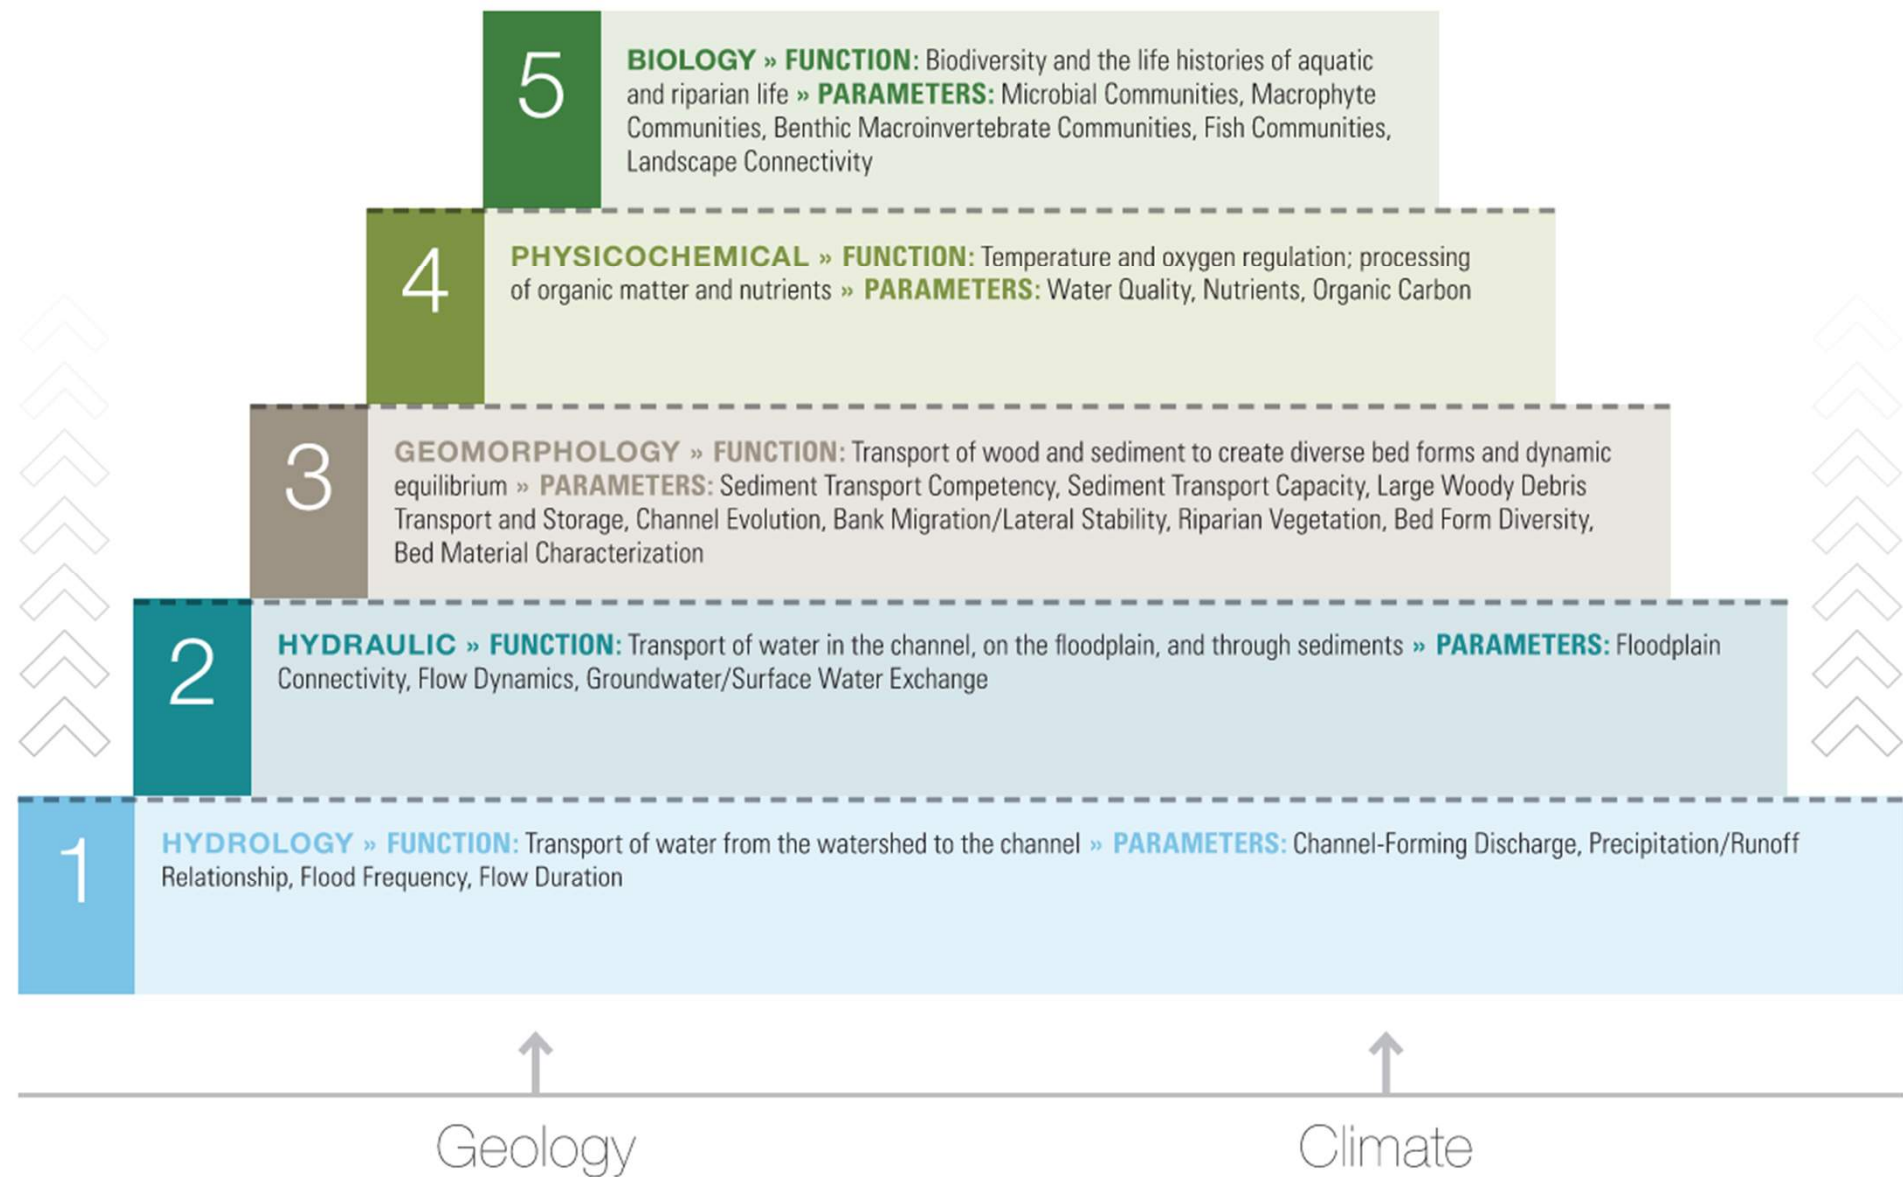 5
BIOLOGY » FUNCTION: Biodiversity and the life histories of aquatic
and riparian life » PARAMETERS: Microbial Communities, Macrophyte
Communities, Benthic Macroinvertebrate Communities, Fish Communities,
Landscape Connectivity
4
PHYSICOCHEMICAL » FUNCTION: Temperature and oxygen regulation; processing
of organic matter and nutrients » PARAMETERS: Water Quality, Nutrients, Organic Carbon
3
GEOMORPHOLOGY » FUNCTION: Transport of wood and sediment to create diverse bed forms and dynamic
equilibrium » PARAMETERS: Sediment Transport Competency, Sediment Transport Capacity, Large Woody Debris
Transport and Storage, Channel Evolution, Bank Migration/Lateral Stability, Riparian Vegetation, Bed Form Diversity,
Bed Material Characterization
2
HYDRAULIC » FUNCTION: Transport of water in the channel, on the floodplain, and through sediments » PARAMETERS: Floodplain
Connectivity, Flow Dynamics, Groundwater/Surface Water Exchange
1
HYDROLOGY » FUNCTION: Transport of water from the watershed to the channel » PARAMETERS: Channel-Forming Discharge, Precipitation/Runoff
Relationship, Flood Frequency, Flow Duration
Geology
Climate